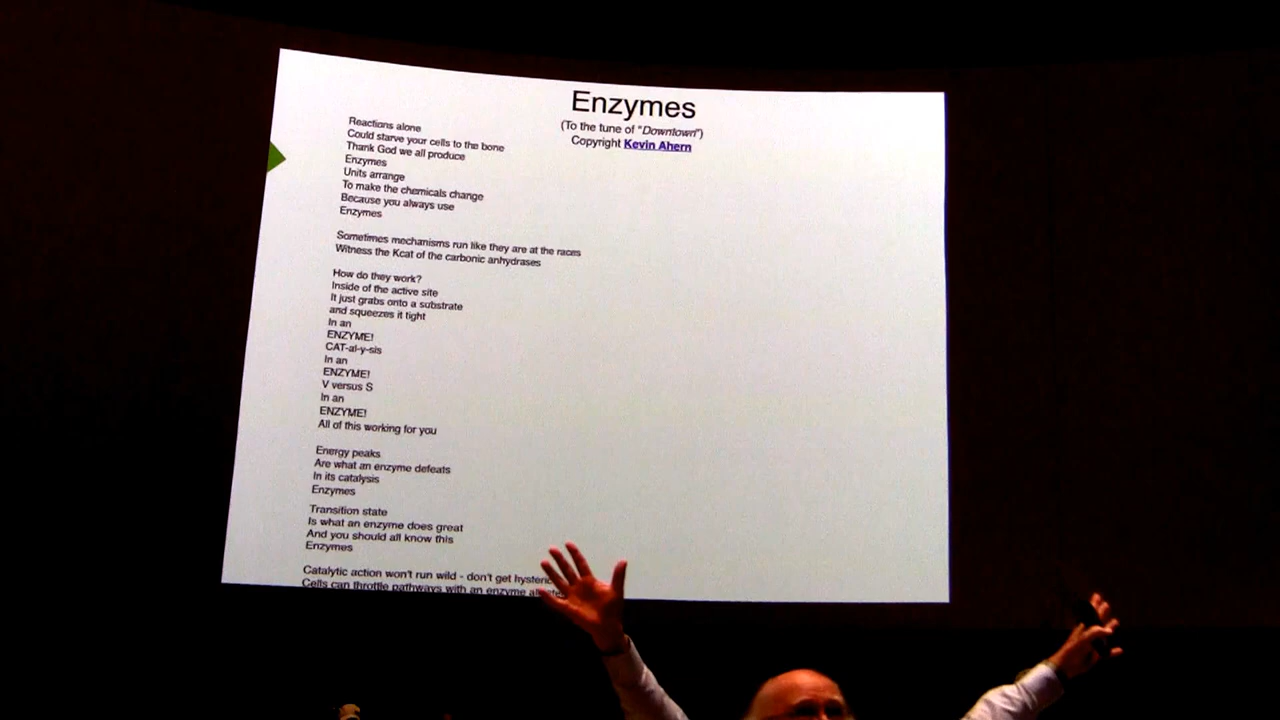 Enzymes
(To the tune of "Downtown")
Copyright Kevin Ahern
Reactions alone
Could starve your cells to the bone
Thank God we all produce
Enzymes
Units arrange
To make the chemicals change
Because you always use
Enzymes
Sometimes mechanisms run like they are at the races
Witness the Kcat of the carbonic anhydrases
How do they work?
Inside of the active site
It just grabs onto a substrate
and squeezes it tight
In an
ENZYME!
CAT-al-y-sis
In an
ENZYME!
V versus S
In an
ENZYME!
All of this working for you
Energy peaks
Are what an enzyme defeats
In its catalysis
Enzymes
Transition state
Is what an enzyme does great
And you should all know this
Enzymes
Catalytic action won't run wild - don't get
Cells can throttle pathways with an enzyme